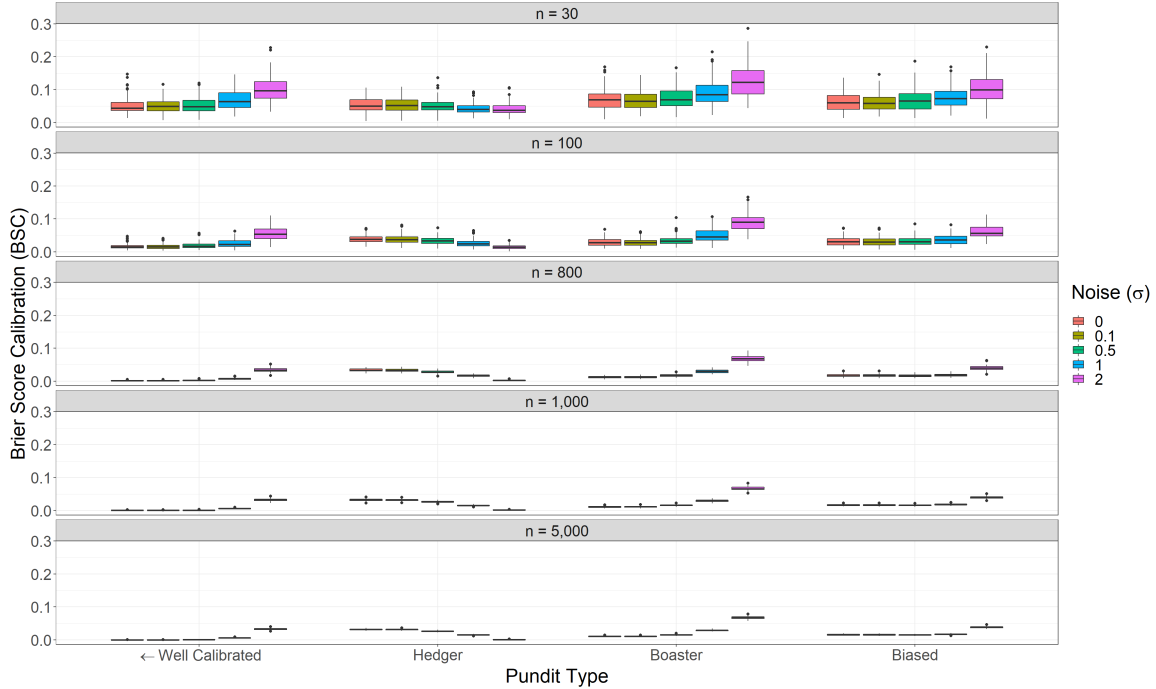 n = 30
0.3
0.2
0.1
0.0
n = 100
0.3
0.2
0.1
0.0
n = 800
0.3
0.2
0.1
0.0
n = 1,000
0.3
0.2
0.1
0.0
n = 5,000
0.3
0.2
0.1
0.0
Brier Score Calibration (BSC)
← Well Calibrated
Hedger
Boaster
Biased
Pundit Type
Noise (σ)
0
0.1
0.5
1
2